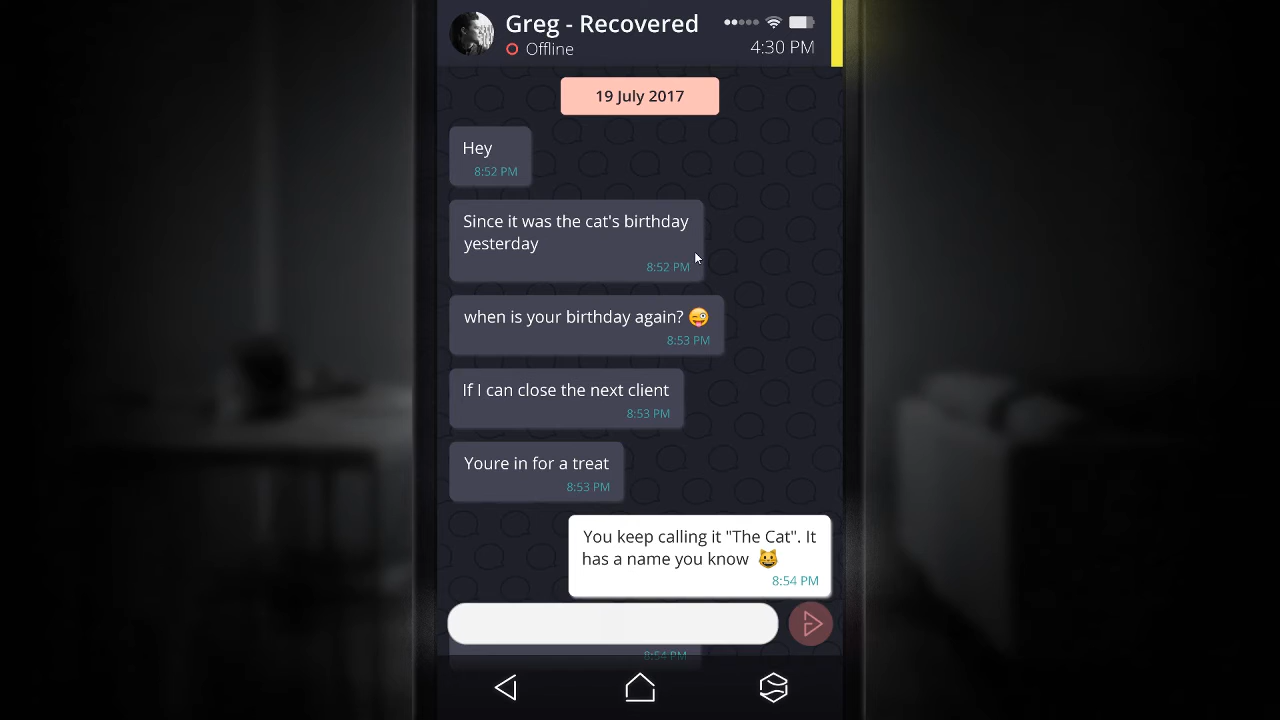 Greg - Recovered
Offline
4:30 PM
19 July 2017
Hey
8:52 PM
Since it was the cat's birthday
yesterday
8:52 PM
when is your birthday again? 😜
8:53 PM
If I can close the next client
8:53 PM
Youre in for a treat
8:53 PM
You keep calling it "The Cat". It
has a name you know 😺
8:54 PM
8:54 PM